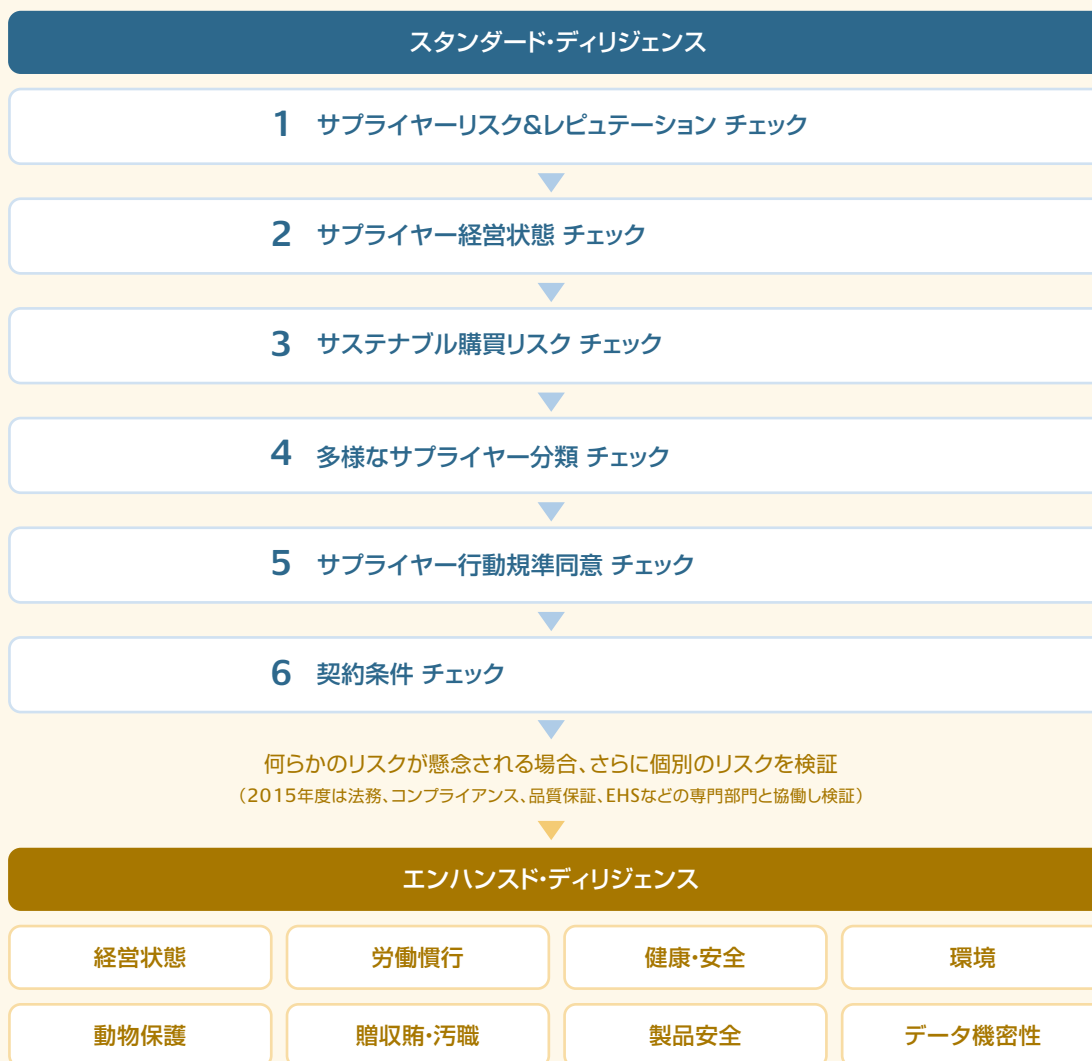 スタンダード・ディリジェンス
1 サプライヤーリスク&レピュテーション チェック
2 サプライヤー経営状態 チェック
3 サステナブル購買リスク チェック
4 多様なサプライヤー分類 チェック
5 サプライヤー行動規準同意 チェック
6 契約条件 チェック
何らかのリスクが懸念される場合、さらに個別のリスクを検証
（2015年度は法務、コンプライアンス、品質保証、EHSなどの専門部門と協働し検証）
エンハンスド・ディリジェンス
経営状態 労働慣行 健康・安全 環境
動物保護 贈収賄・汚職 製品安全 データ機密性